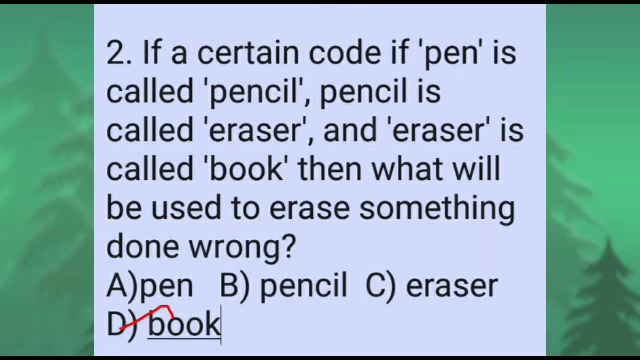 2. If a certain code if 'pen' is
called 'pencil', pencil is
called 'eraser', and 'eraser' is
called 'book' then what will
be used to erase something
done wrong?
A)pen B) pencil C) eraser
D) book